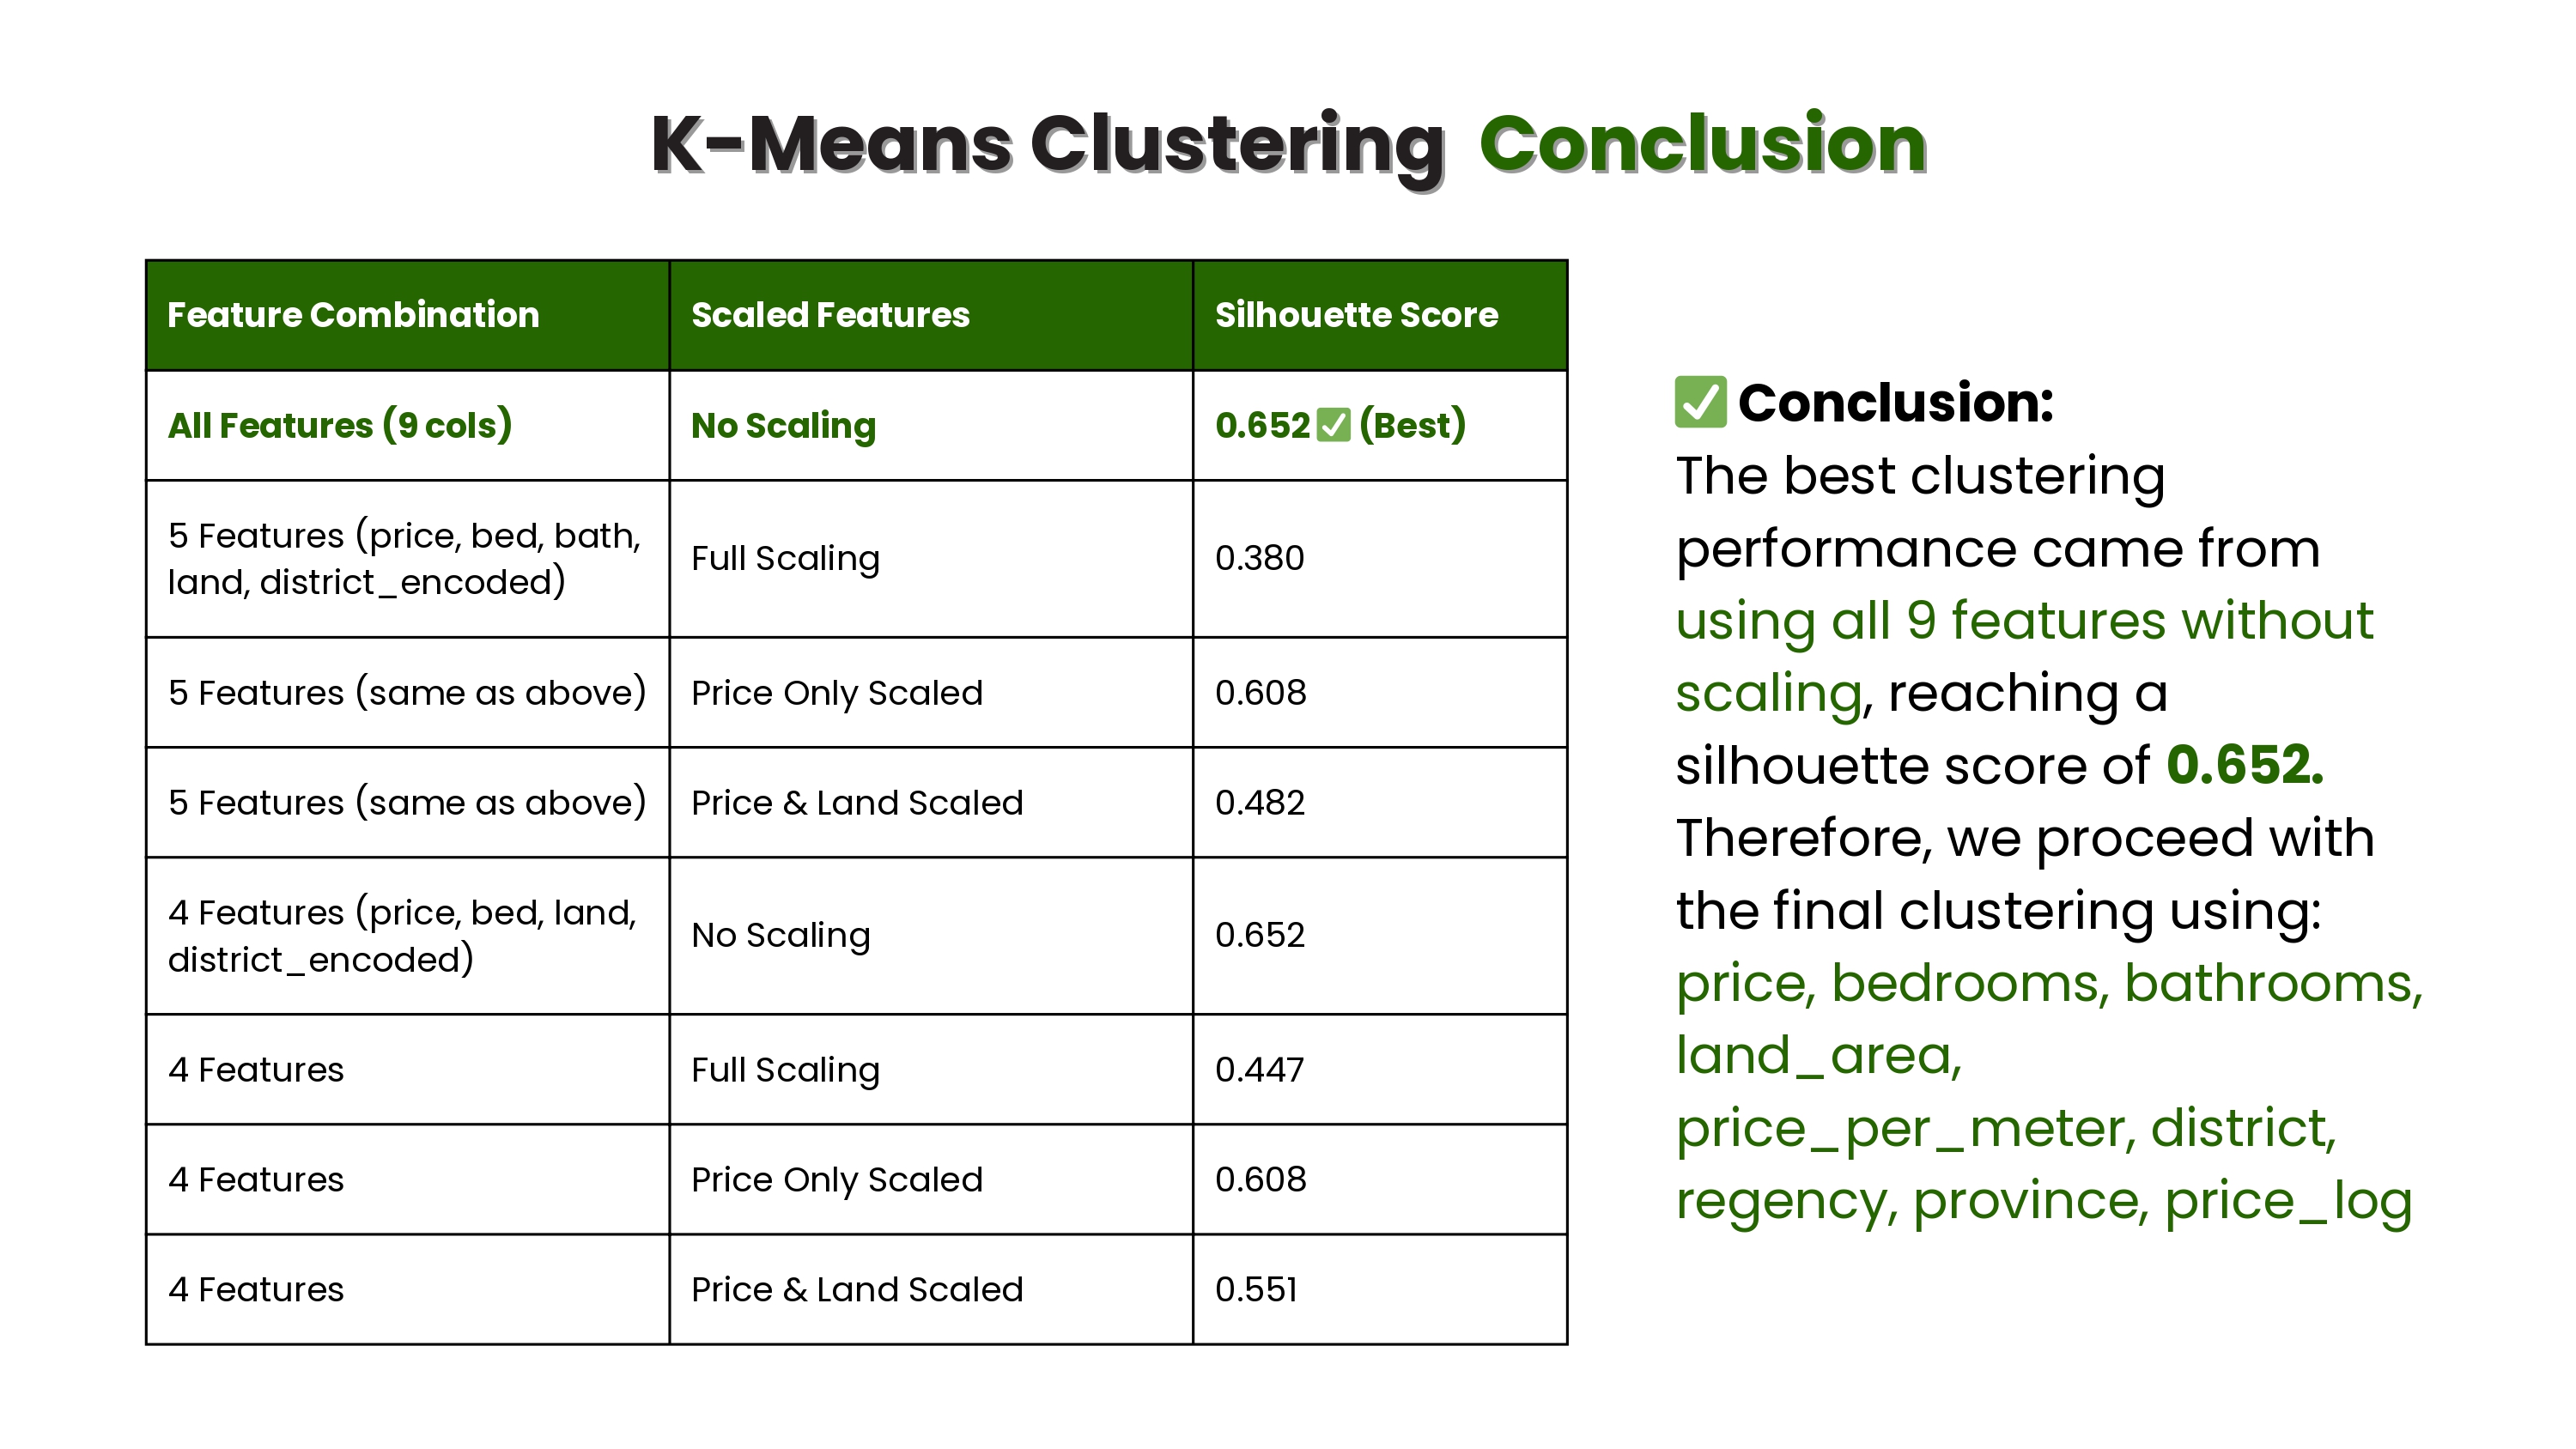 K-Means Clustering Conclusion
Feature Combination
Scaled Features
Silhouette Score
All Features (9 cols)
No Scaling
0.652 ✅ (Best)
5 Features (price, bed, bath,
land, district_encoded)
Full Scaling
0.380
5 Features (same as above)
Price Only Scaled
0.608
5 Features (same as above)
Price & Land Scaled
0.482
4 Features (price, bed, land,
district_encoded)
No Scaling
0.652
4 Features
Full Scaling
0.447
4 Features
Price Only Scaled
0.608
4 Features
Price & Land Scaled
0.551
✅ Conclusion:
The best clustering
performance came from
using all 9 features without
scaling, reaching a
silhouette score of 0.652.
Therefore, we proceed with
the final clustering using:
price, bedrooms, bathrooms,
land_area,
price_per_meter, district,
regency, province, price_log